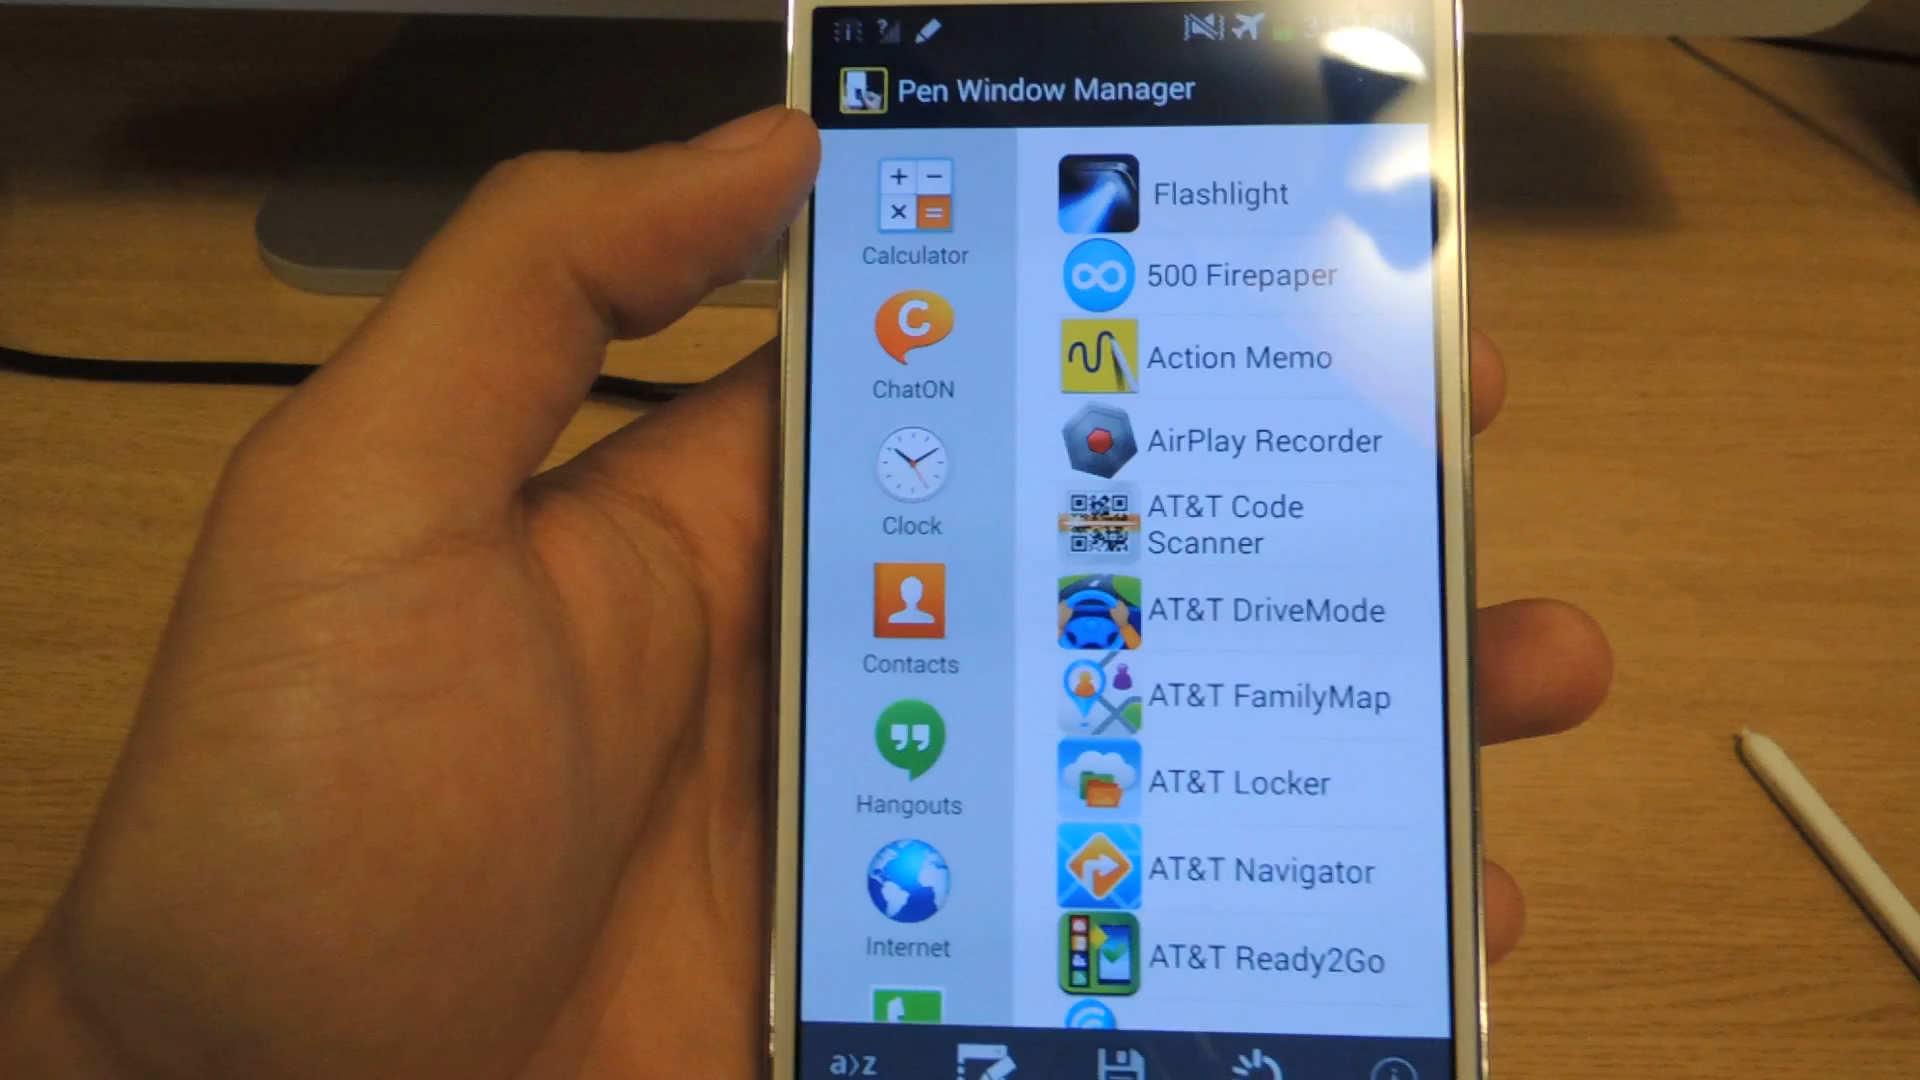 Pen Window Manager
Calculator
ChatON
Clock
Contacts
Hangouts
Internet
Flashlight
500 Firepaper
Action Memo
AirPlay Recorder
AT&T Code
Scanner
AT&T DriveMode
AT&T FamilyMap
AT&T Locker
AT&T Navigator
AT&T Ready2Go
a>z